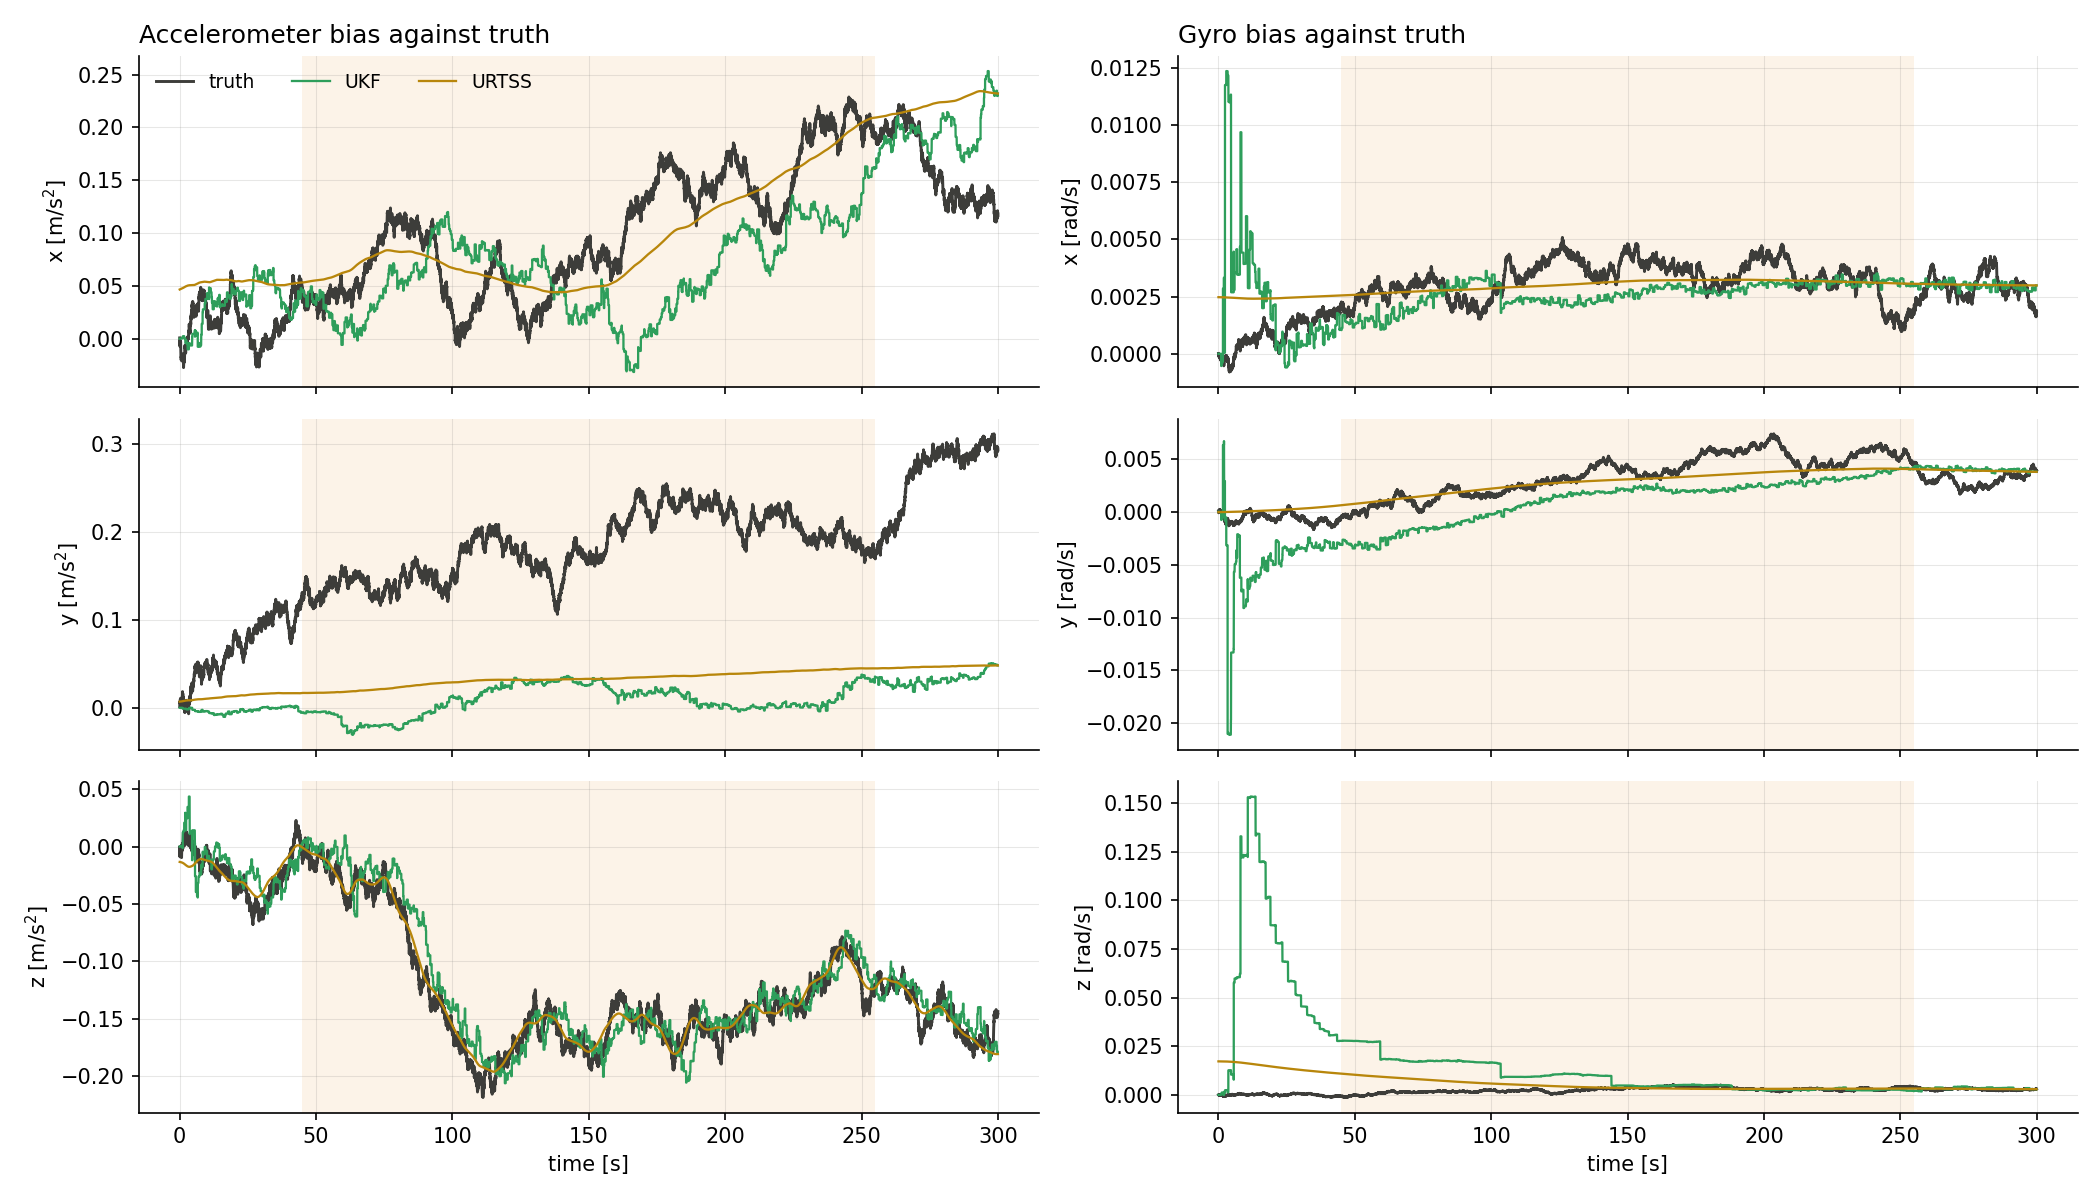 Accelerometer bias against truth
truth UKF URTSS
x [m/s²]
0.25
0.20
0.15
0.10
0.05
0.00
Gyro bias against truth
x [rad/s]
0.0125
0.0100
0.0075
0.0050
0.0025
0.0000
y [m/s²]
0.3
0.2
0.1
0.0
y [rad/s]
0.005
0.000
−0.005
−0.010
−0.015
−0.020
z [m/s²]
0.05
0.00
−0.05
−0.10
−0.15
−0.20
0 50 100 150 200 250 300
time [s]
z [rad/s]
0.150
0.125
0.100
0.075
0.050
0.025
0.000
0 50 100 150 200 250 300
time [s]